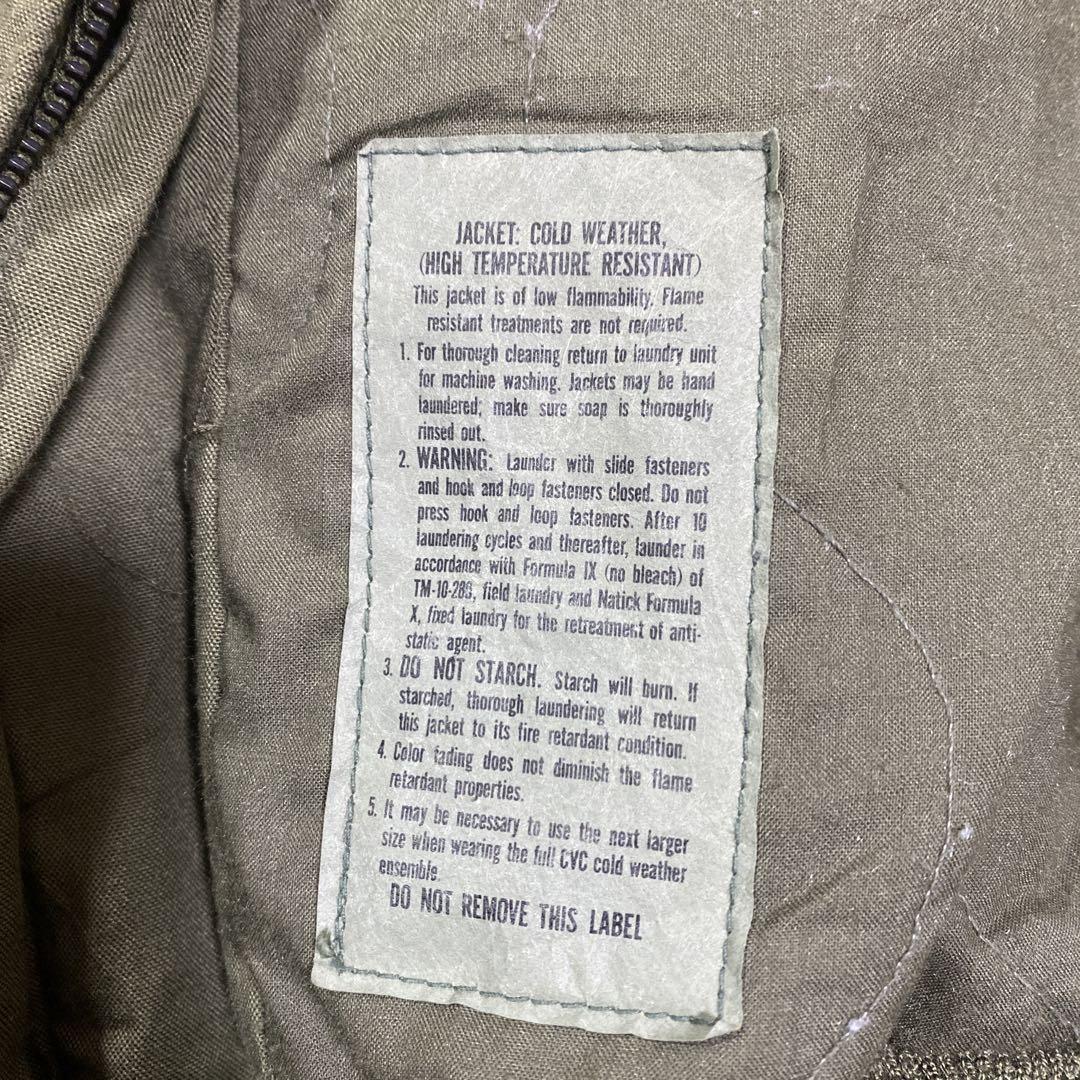 JACKET: COLD WEATHER,
(HIGH TEMPERATURE RESISTANT)
This jacket is of low flammability. Flame
resistant treatments are not required.
1. For thorough cleaning return to laundry unit
for machine washing. Jackets may be hand
laundered; make sure soap is thoroughly
rinsed out.
2. WARNING: Launder with slide fasteners
and hook and loop fasteners closed. Do not
press hook and loop fasteners. After 10
laundering cycles and thereafter, launder in
accordance with Formula IX (no bleach) of
TM-10-280, field laundry and Natick Formula
X, fixed laundry for the retreatment of anti-
static agent.
3. DO NOT STARCH. Starch will burn. If
starched, thorough laundering will return
this jacket to its fire retardant condition.
4. Color fading does not diminish the flame
retardant properties.
5. It may be necessary to use the next larger
size when wearing the full CVC cold weather
ensemble.
DO NOT REMOVE THIS LABEL